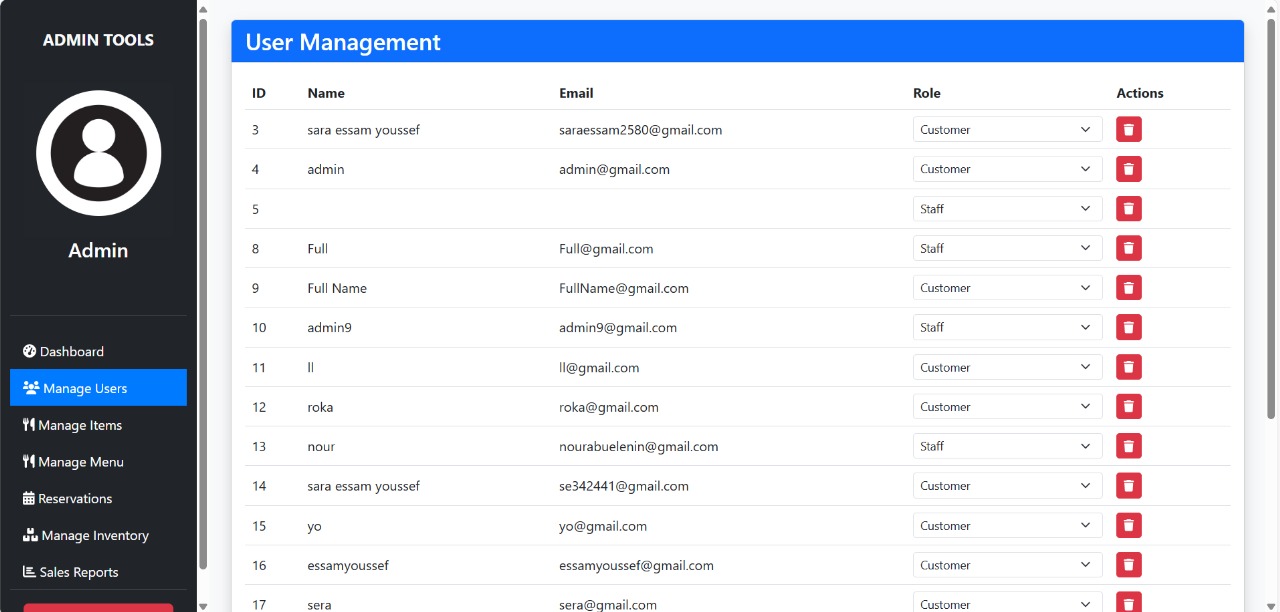 ADMIN TOOLS
Admin
Dashboard
Manage Users
Manage Items
Manage Menu
Reservations
Manage Inventory
Sales Reports
User Management
ID Name Email Role Actions
3 sara essam youssef saraessam2580@gmail.com Customer
4 admin admin@gmail.com Customer
5 Staff
8 Full Full@gmail.com Staff
9 Full Name FullName@gmail.com Customer
10 admin9 admin9@gmail.com Staff
11 ll ll@gmail.com Customer
12 roka roka@gmail.com Customer
13 nour nourabuelenin@gmail.com Staff
14 sara essam youssef se342441@gmail.com Customer
15 yo yo@gmail.com Customer
16 essamyoussef essamyoussef@gmail.com Customer
17 sera sera@gmail.com Customer